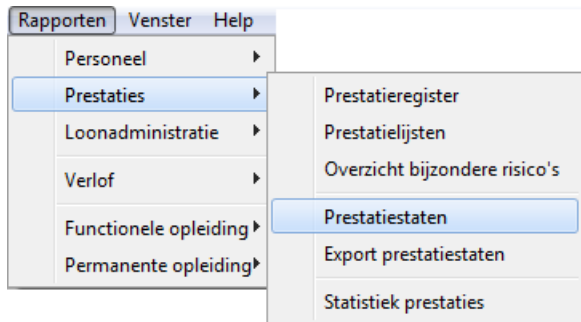 Rapporten Venster Help
Personeel
Prestaties
Loonadministratie
Verlof
Functionele opleiding
Permanente opleiding
Prestatieregister
Prestatielijsten
Overzicht bijzondere risico's
Prestatiestaten
Export prestatiestaten
Statistiek prestaties